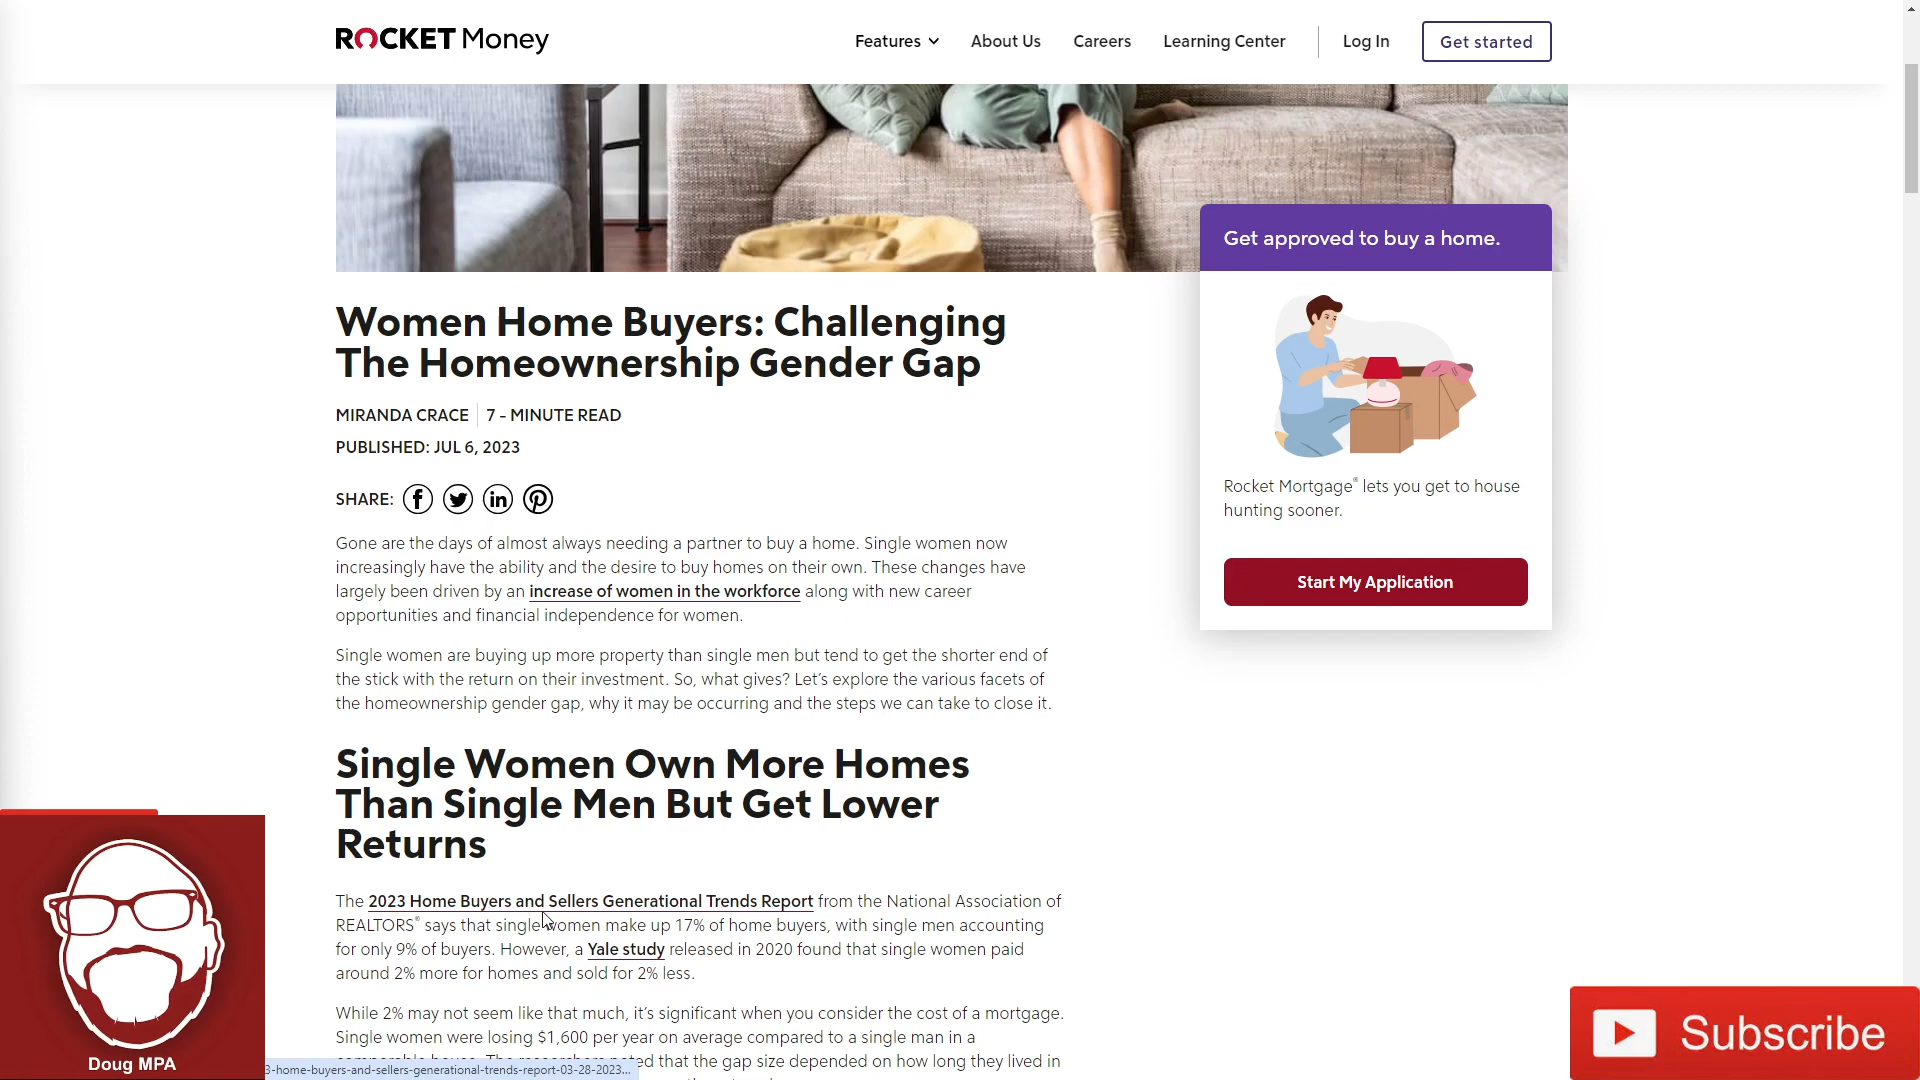 ROCKET Money
Features
About Us
Careers
Learning Center
Log In
Get started
Get approved to buy a home.
Rocket Mortgage® lets you get to house
hunting sooner.
Start My Application
Women Home Buyers: Challenging
The Homeownership Gender Gap
MIRANDA CRACE
7 - MINUTE READ
PUBLISHED: JUL 6, 2023
SHARE:
Gone are the days of almost always needing a partner to buy a home. Single women now
increasingly have the ability and the desire to buy homes on their own. These changes have
largely been driven by an increase of women in the workforce along with new career
opportunities and financial independence for women.
Single women are buying up more property than single men but tend to get the shorter end of
the stick with the return on their investment. So, what gives? Let's explore the various facets of
the homeownership gender gap, why it may be occurring and the steps we can take to close it.
Single Women Own More Homes
Than Single Men But Get Lower
Returns
The 2023 Home Buyers and Sellers Generational Trends Report from the National Association of
REALTORS® says that single women make up 17% of home buyers, with single men accounting
for only 9% of buyers. However, a Yale study released in 2020 found that single women paid
around 2% more for homes and sold for 2% less.
While 2% may not seem like that much, it's significant when you consider the cost of a mortgage.
Single women were losing $1,600 per year on average compared to a single man in a
ed that the gap size depended on how long they lived in
3-home-buyers-and-sellers-generational-trends-report-03-28-2023...
Doug MPA
Subscribe